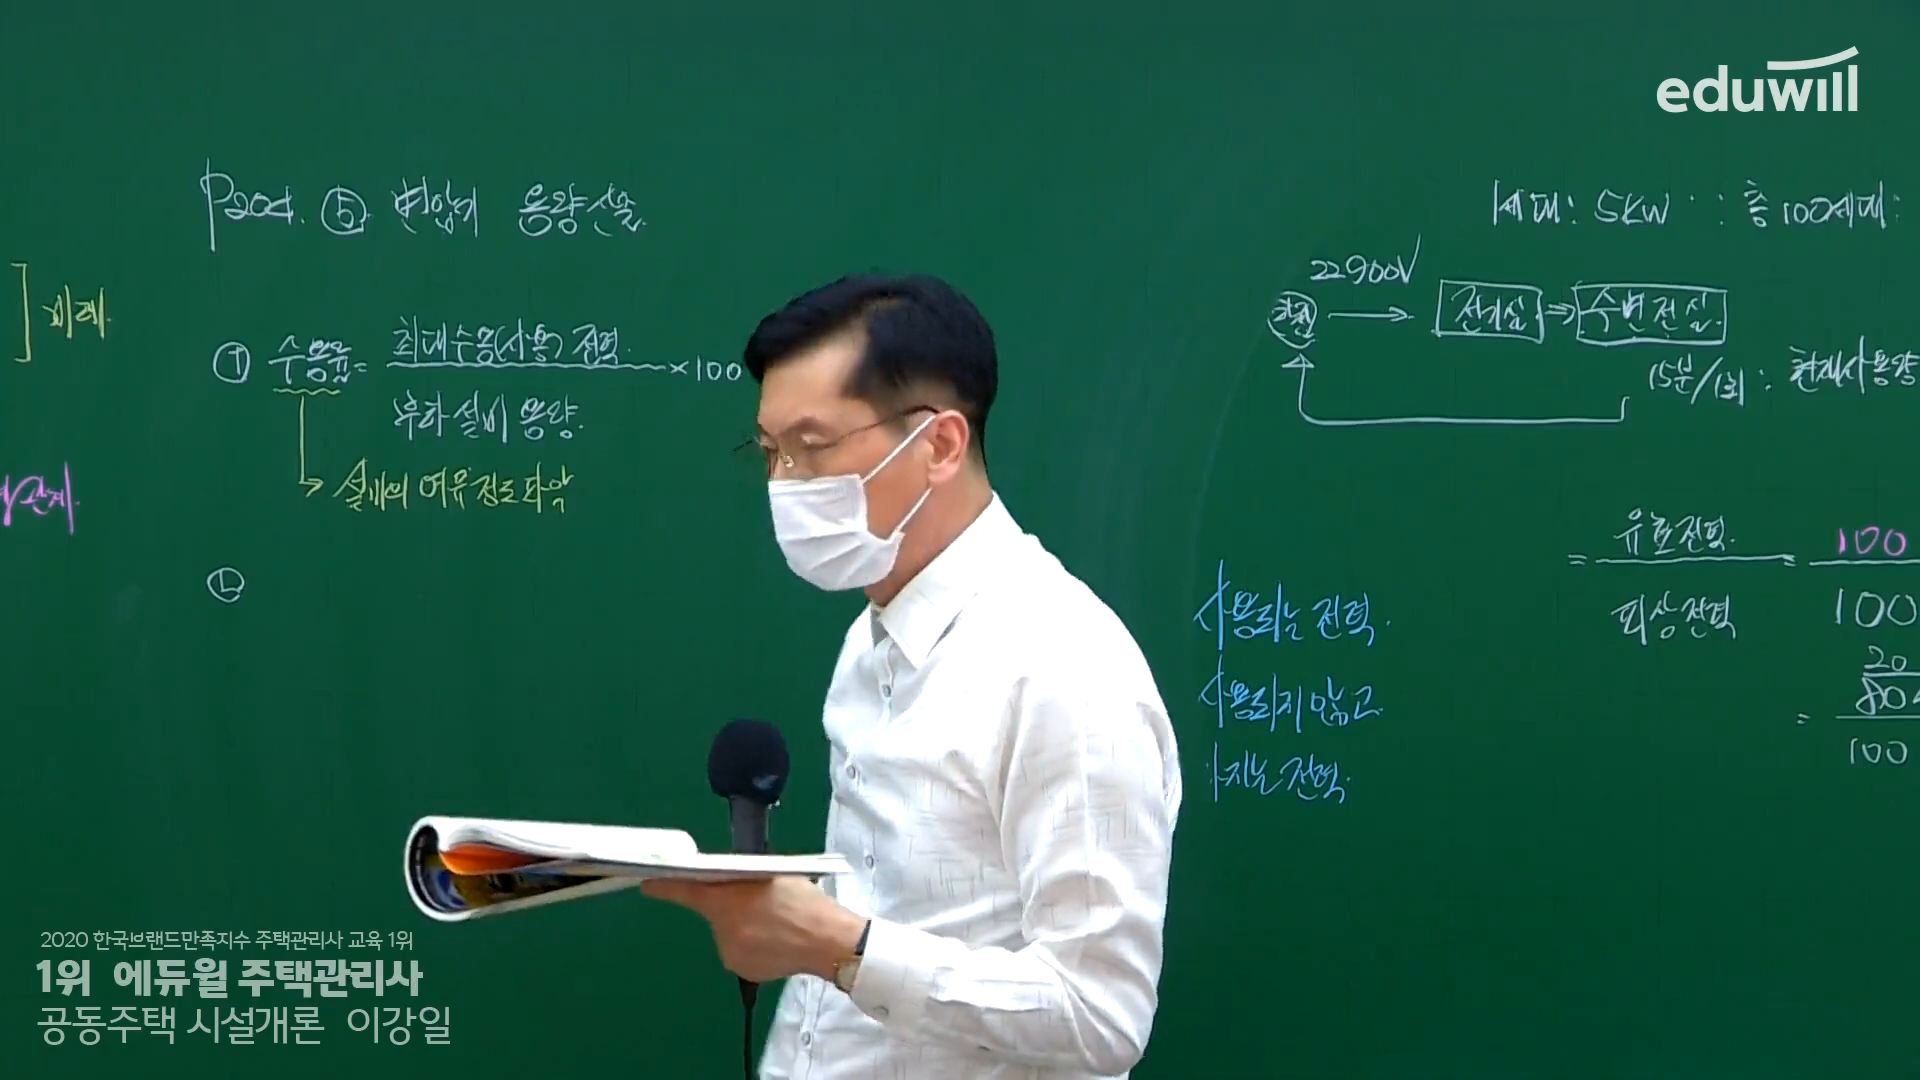 eduwill
P204. ⑤ 변압기 용량산출.
] 비례.
㉠ 수용률 = 최대수용(사용) 전력. × 100
부하설비용량.
→ 설비의 여유정도 파악
관계.
㉡
세대: 5KW ∴ 총 100세대:
22900V
한전 → 전기실 ⇒ 수변전실.
15분/1회 : 현재사용량
= 유효전력. = 100
피상전력 100
20
80
=
100
사용되는 전력.
사용되지 않고
지는 전력.
2020 한국브랜드만족지수 주택관리사 교육 1위
1위 에듀윌 주택관리사
공동주택 시설개론 이강일